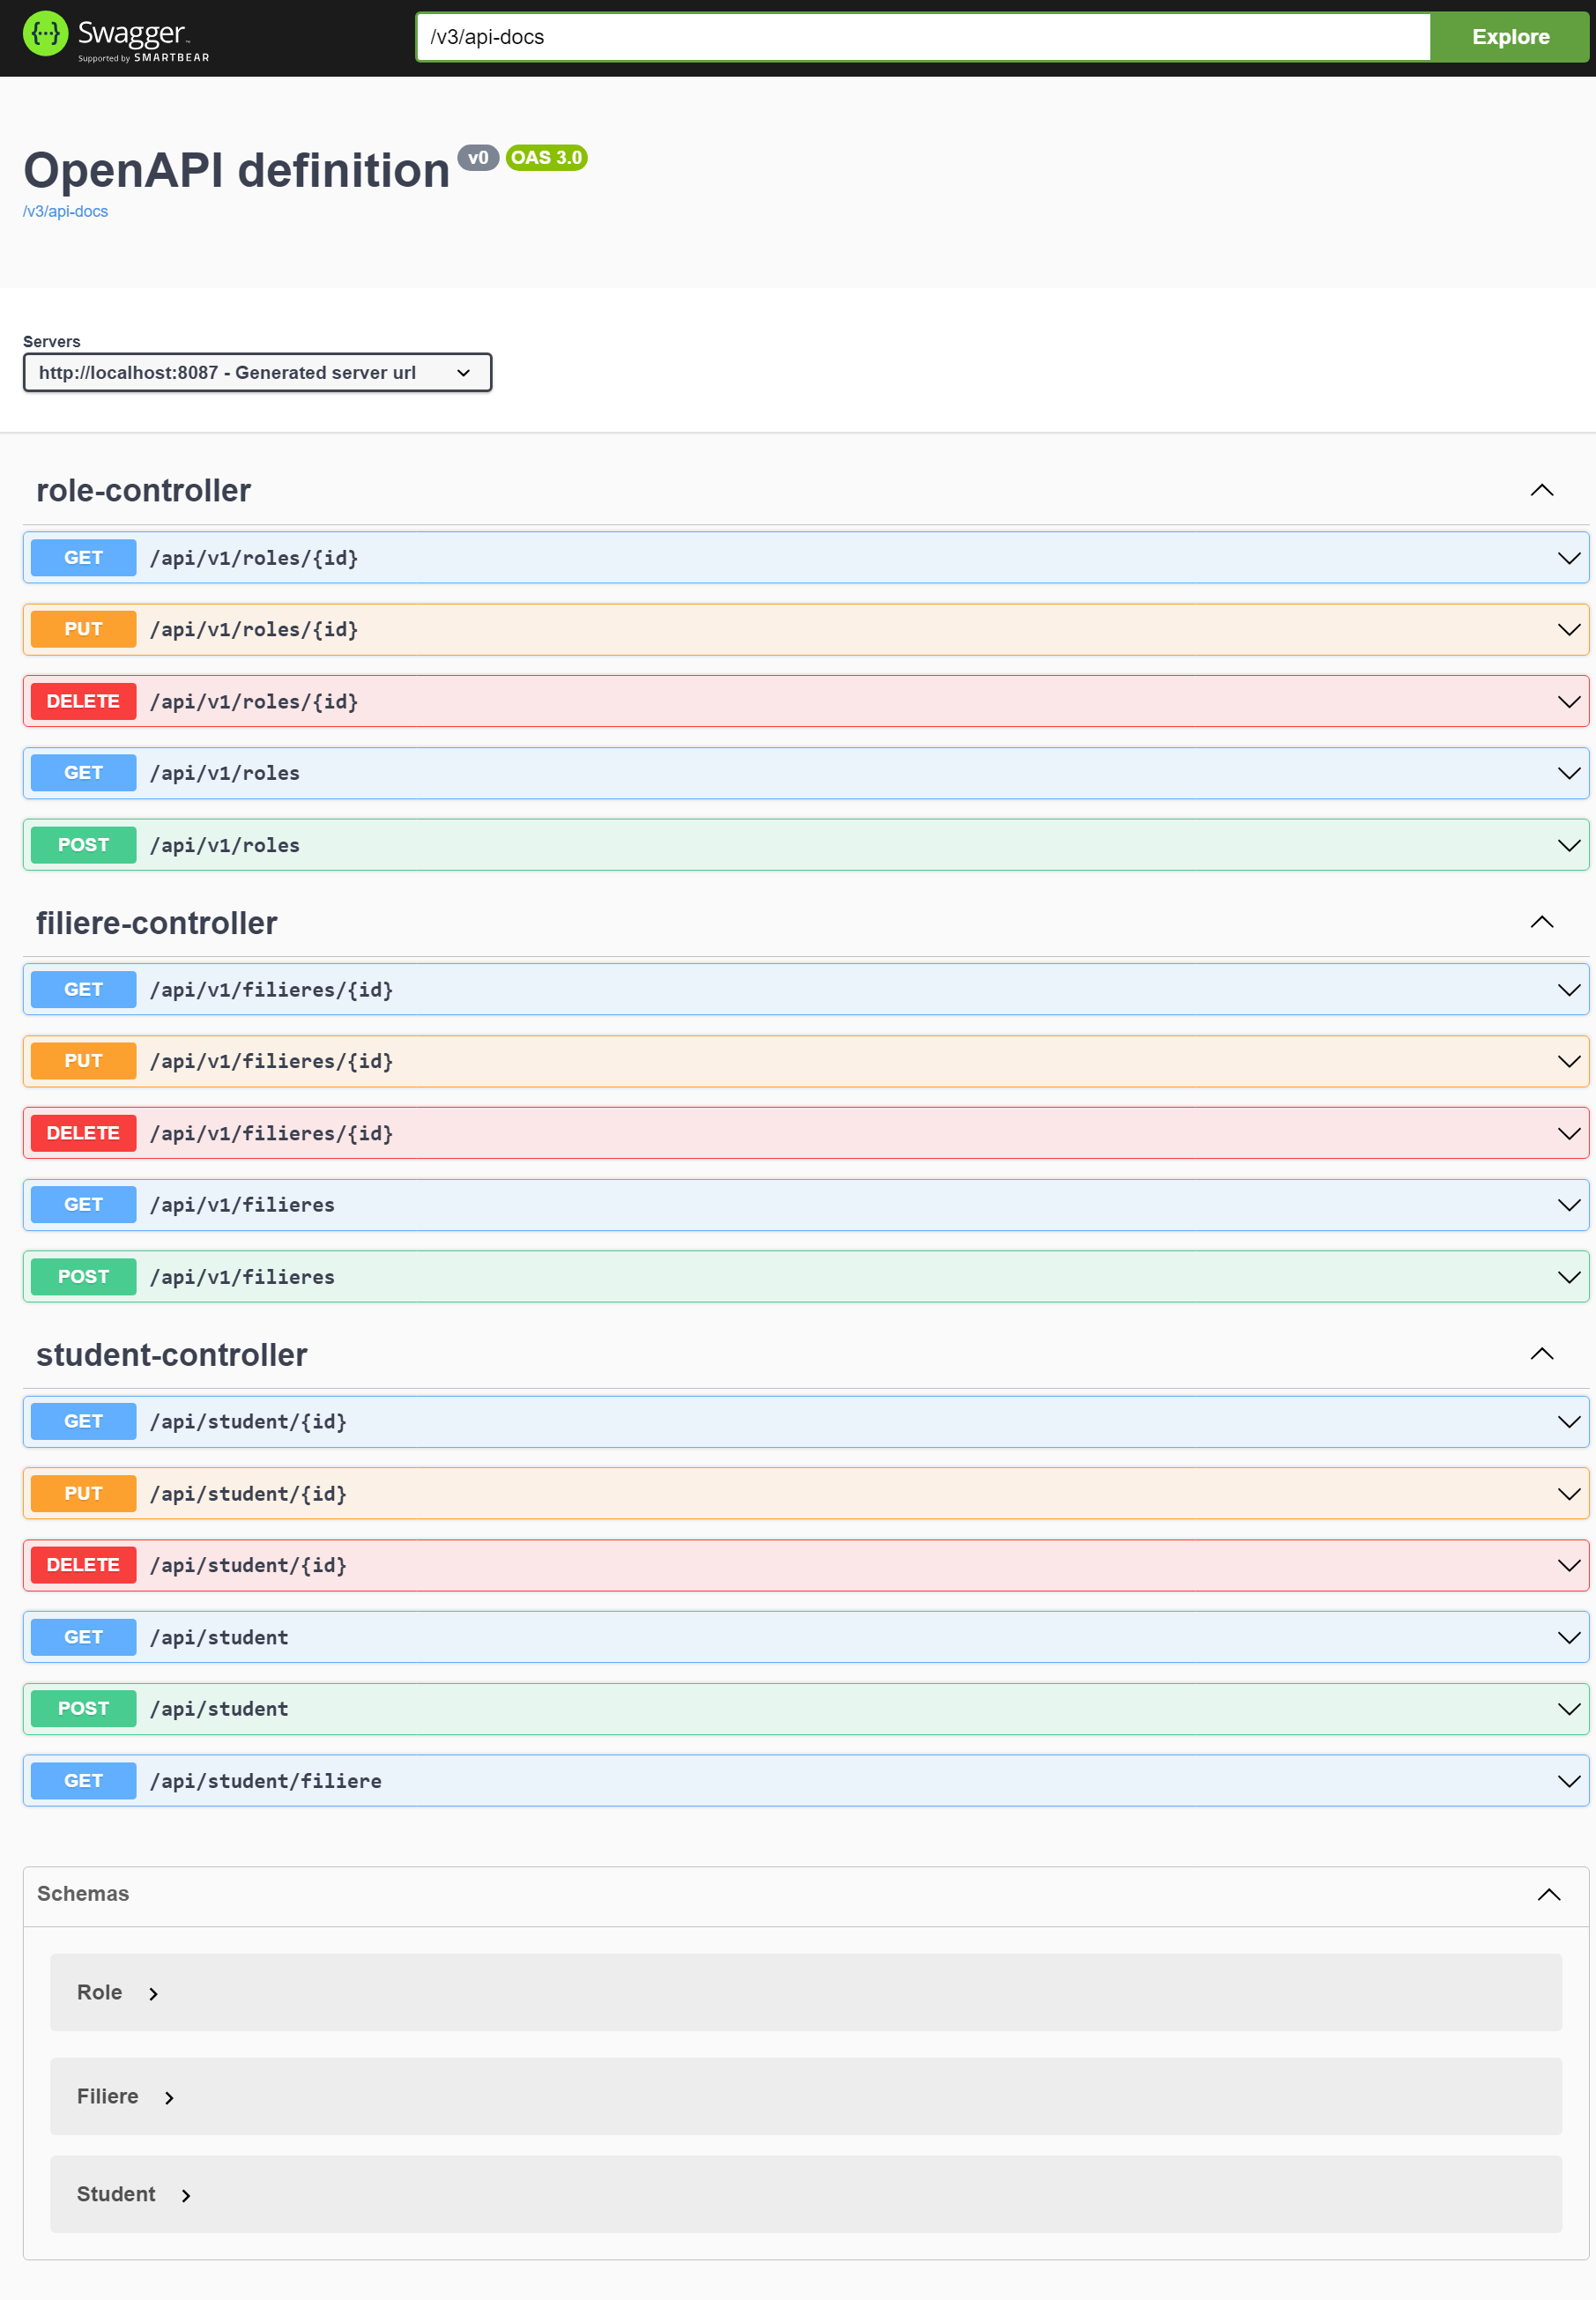 Swagger
Supported by SMARTBEAR
/v3/api-docs
Explore
OpenAPI definition v0 OAS 3.0
/v3/api-docs
Servers
http://localhost:8087 - Generated server url
role-controller
GET /api/v1/roles/{id}
PUT /api/v1/roles/{id}
DELETE /api/v1/roles/{id}
GET /api/v1/roles
POST /api/v1/roles
filiere-controller
GET /api/v1/filieres/{id}
PUT /api/v1/filieres/{id}
DELETE /api/v1/filieres/{id}
GET /api/v1/filieres
POST /api/v1/filieres
student-controller
GET /api/student/{id}
PUT /api/student/{id}
DELETE /api/student/{id}
GET /api/student
POST /api/student
GET /api/student/filiere
Schemas
Role
Filiere
Student